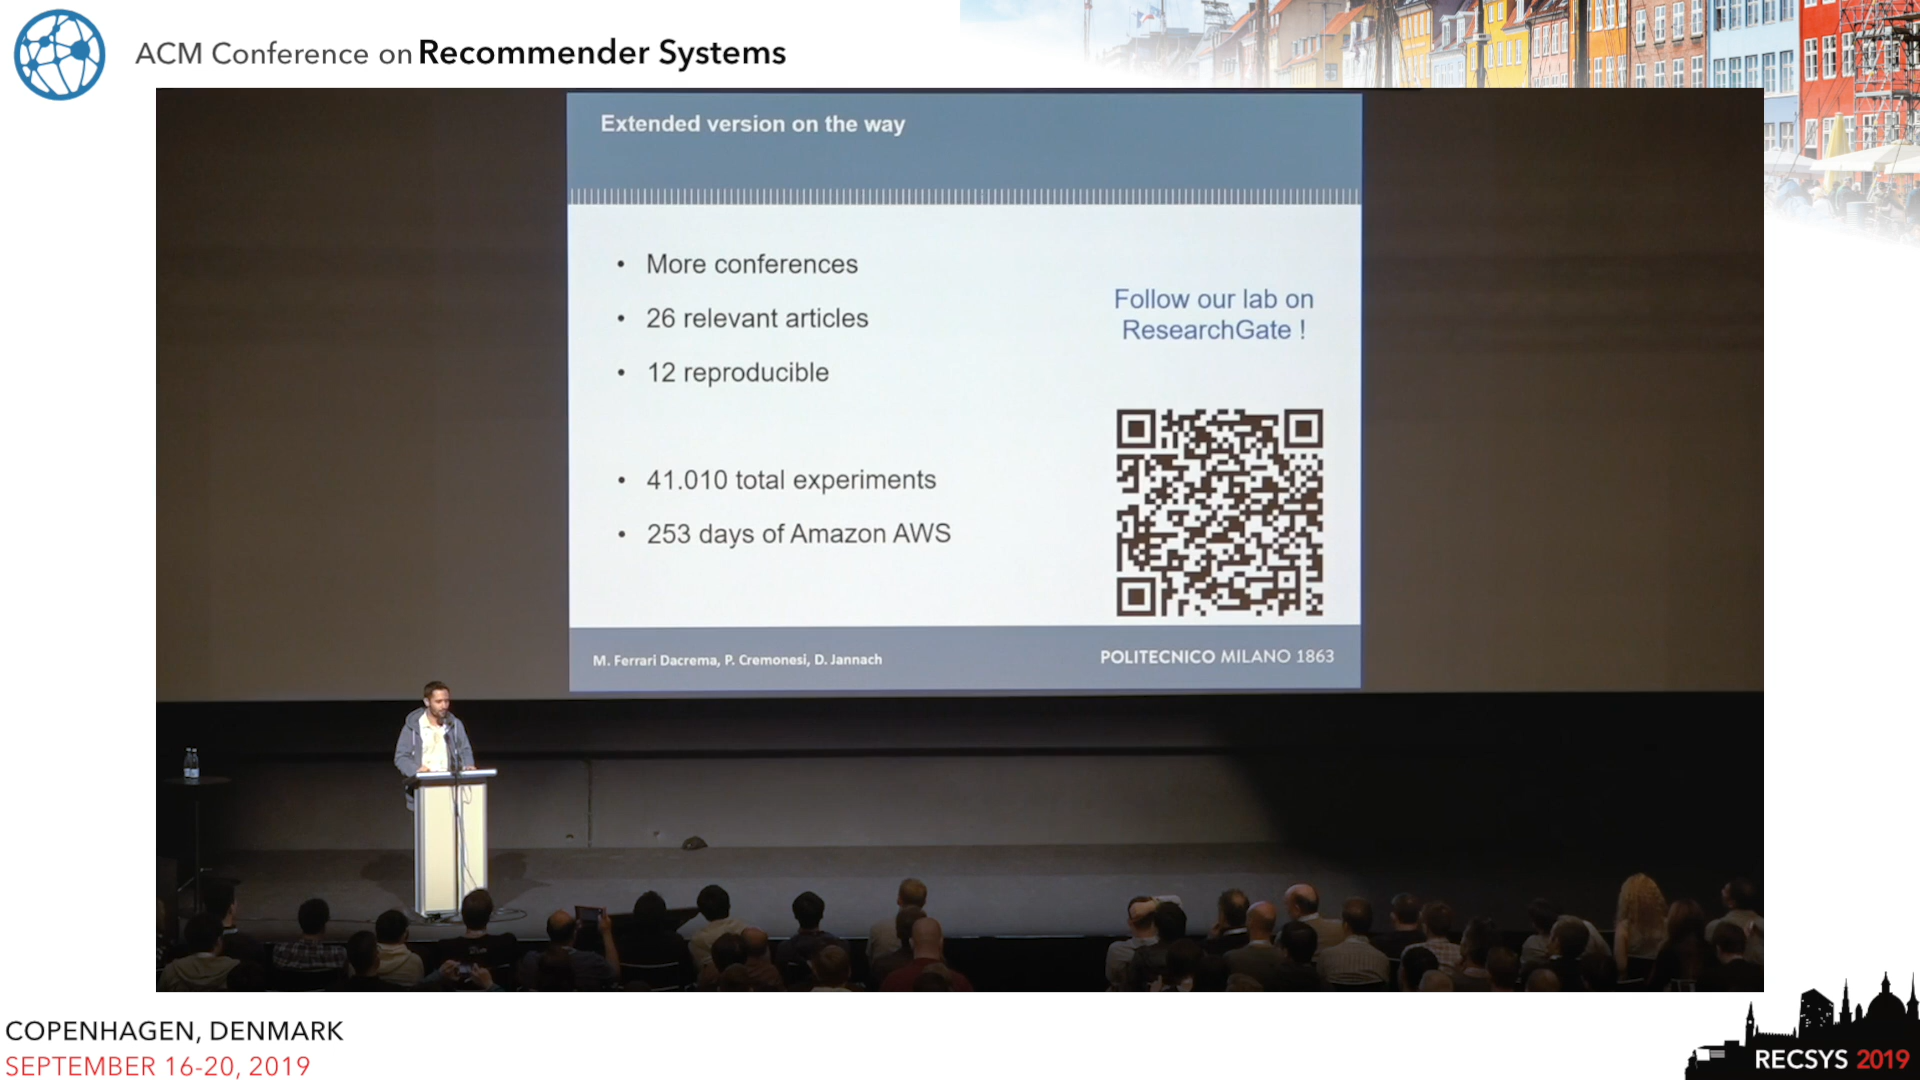 ACM Conference on Recommender Systems
Extended version on the way
• More conferences
• 26 relevant articles
• 12 reproducible
• 41.010 total experiments
• 253 days of Amazon AWS
Follow our lab on
ResearchGate !
M. Ferrari Dacrema, P. Cremonesi, D. Jannach
POLITECNICO MILANO 1863
COPENHAGEN, DENMARK
SEPTEMBER 16-20, 2019
RECSYS 2019